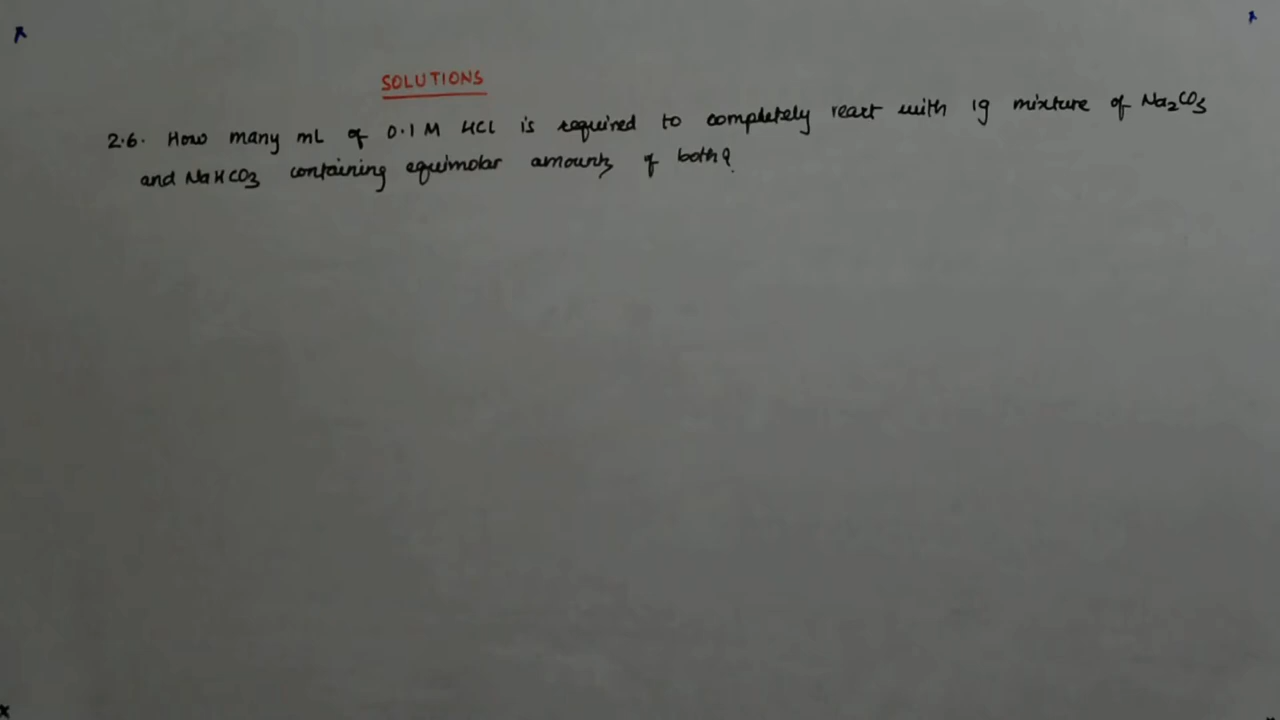 SOLUTIONS
2.6. How many mL of 0.1 M HCl is required to completely react with 1g mixture of Na₂CO₃
and NaHCO₃ containing equimolar amounts of both?